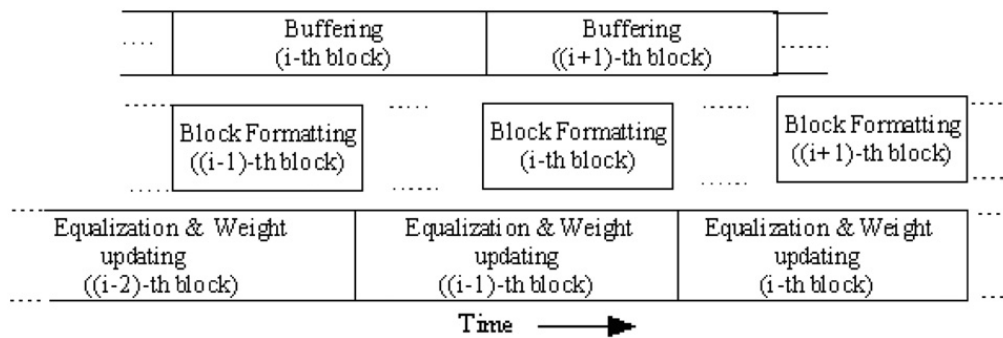 Buffering
(i-th block)
Buffering
((i+1)-th block)
Block Formatting
((i-1)-th block)
Block Formatting
(i-th block)
Block Formatting
((i+1)-th block)
Equalization & Weight
updating
((i-2)-th block)
Equalization & Weight
updating
((i-1)-th block)
Equalization & Weight
updating
(i-th block)
Time